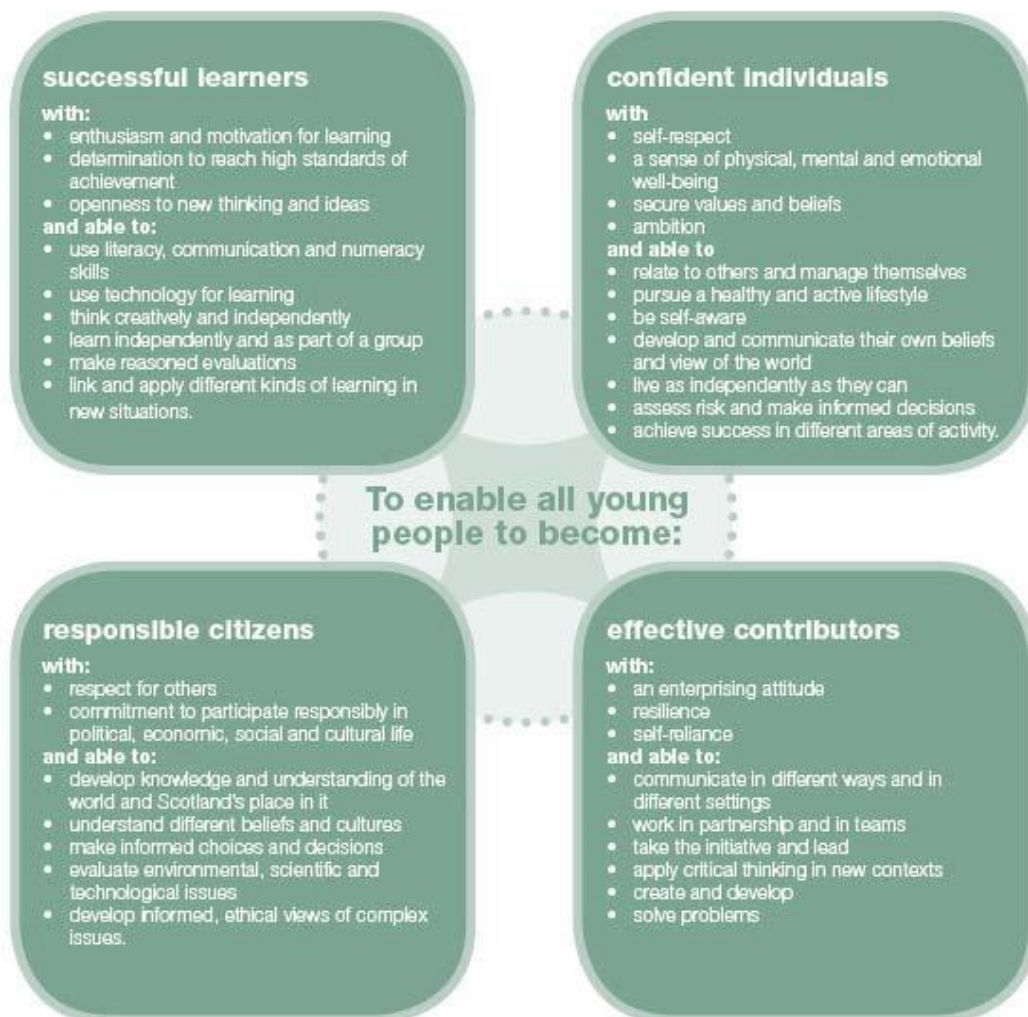 successful learners
with:
• enthusiasm and motivation for learning
• determination to reach high standards of
achievement
• openness to new thinking and ideas
and able to:
• use literacy, communication and numeracy
skills
• use technology for learning
• think creatively and independently
• learn independently and as part of a group
• make reasoned evaluations
• link and apply different kinds of learning in
new situations.
confident individuals
with
• self-respect
• a sense of physical, mental and emotional
well-being
• secure values and beliefs
• ambition
and able to
• relate to others and manage themselves
• pursue a healthy and active lifestyle
• be self-aware
• develop and communicate their own beliefs
and view of the world
• live as independently as they can
• assess risk and make informed decisions
• achieve success in different areas of activity.
To enable all young
people to become:
responsible citizens
with:
• respect for others
• commitment to participate responsibly in
political, economic, social and cultural life
and able to:
• develop knowledge and understanding of the
world and Scotland's place in it
• understand different beliefs and cultures
• make informed choices and decisions
• evaluate environmental, scientific and
technological issues
• develop informed, ethical views of complex
issues.
effective contributors
with:
• an enterprising attitude
• resilience
• self-reliance
and able to:
• communicate in different ways and in
different settings
• work in partnership and in teams
• take the initiative and lead
• apply critical thinking in new contexts
• create and develop
• solve problems